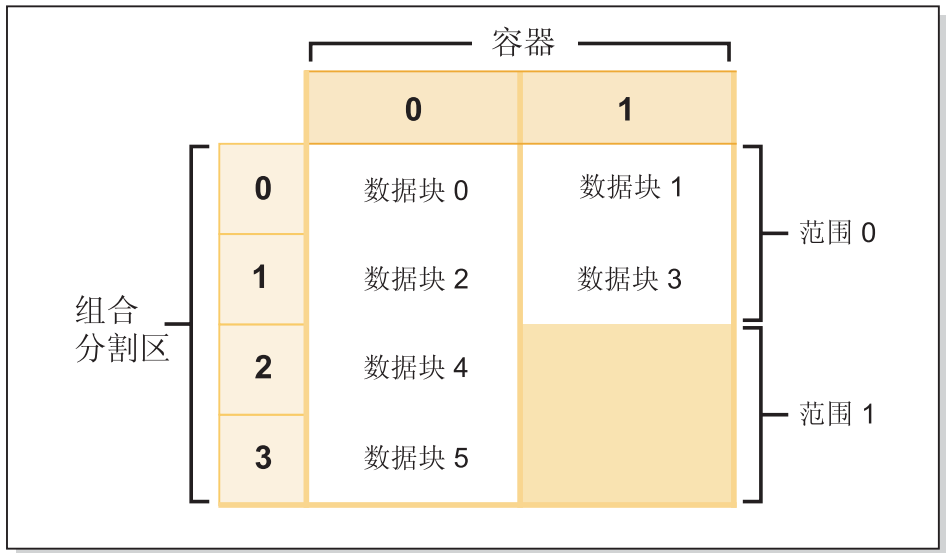 容器
0 1
0 数据块 0 数据块 1
范围 0
1 数据块 2 数据块 3
组合
分割区
2 数据块 4
范围 1
3 数据块 5